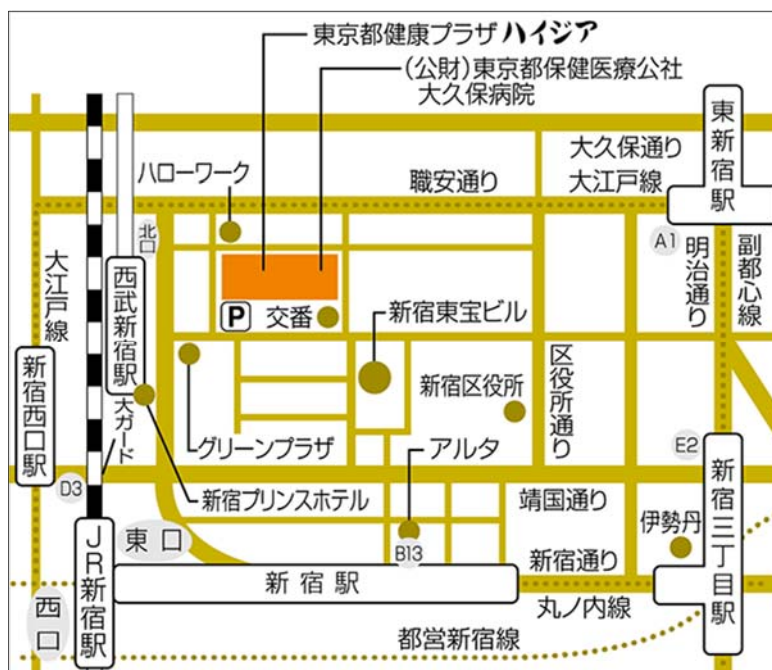 東京都健康プラザ ハイジア
(公財)東京都保健医療公社
大久保病院
東新宿駅
大久保通り
ハローワーク
職安通り
大江戸線
北口
A1
大江戸線
西武新宿駅
明治通り
副都心線
P
交番
新宿東宝ビル
新宿西口駅
新宿区役所
区役所通り
大ガード
グリーンプラザ
アルタ
E2
D3
新宿プリンスホテル
靖国通り
新宿三丁目駅
伊勢丹
東口
B13
新宿通り
JR新宿駅
新宿駅
西口
丸ノ内線
都営新宿線